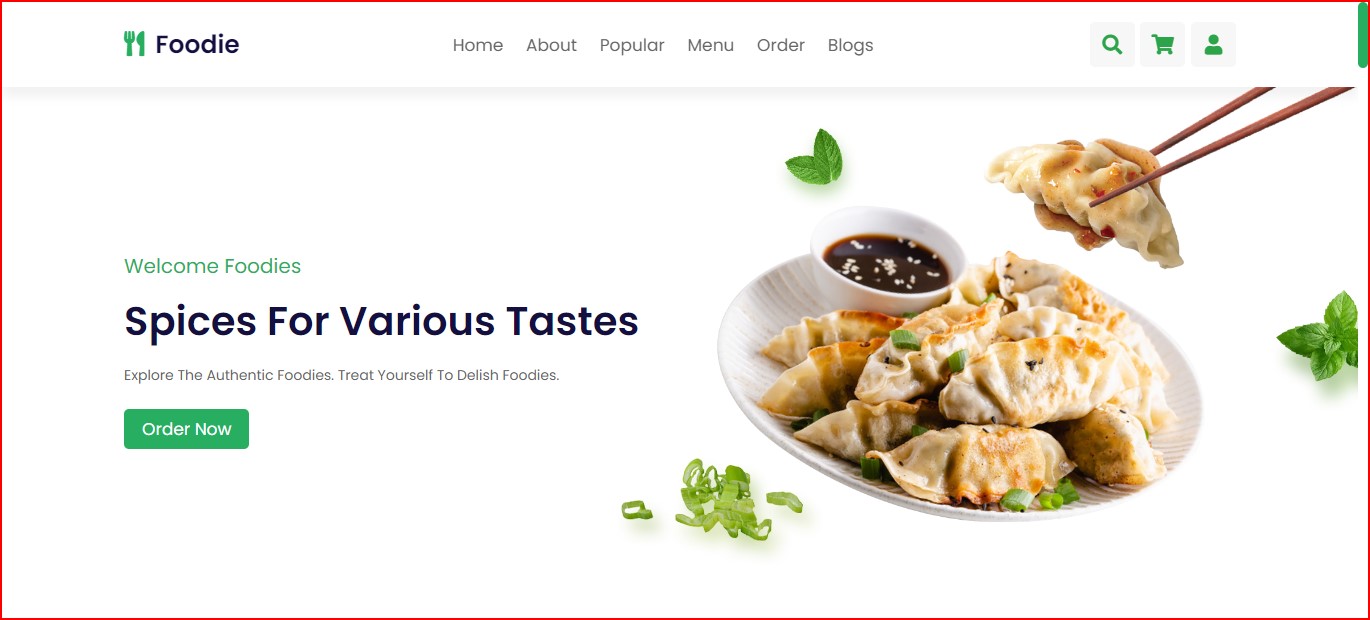 Foodie
Home About Popular Menu Order Blogs
Welcome Foodies
Spices For Various Tastes
Explore The Authentic Foodies. Treat Yourself To Delish Foodies.
Order Now